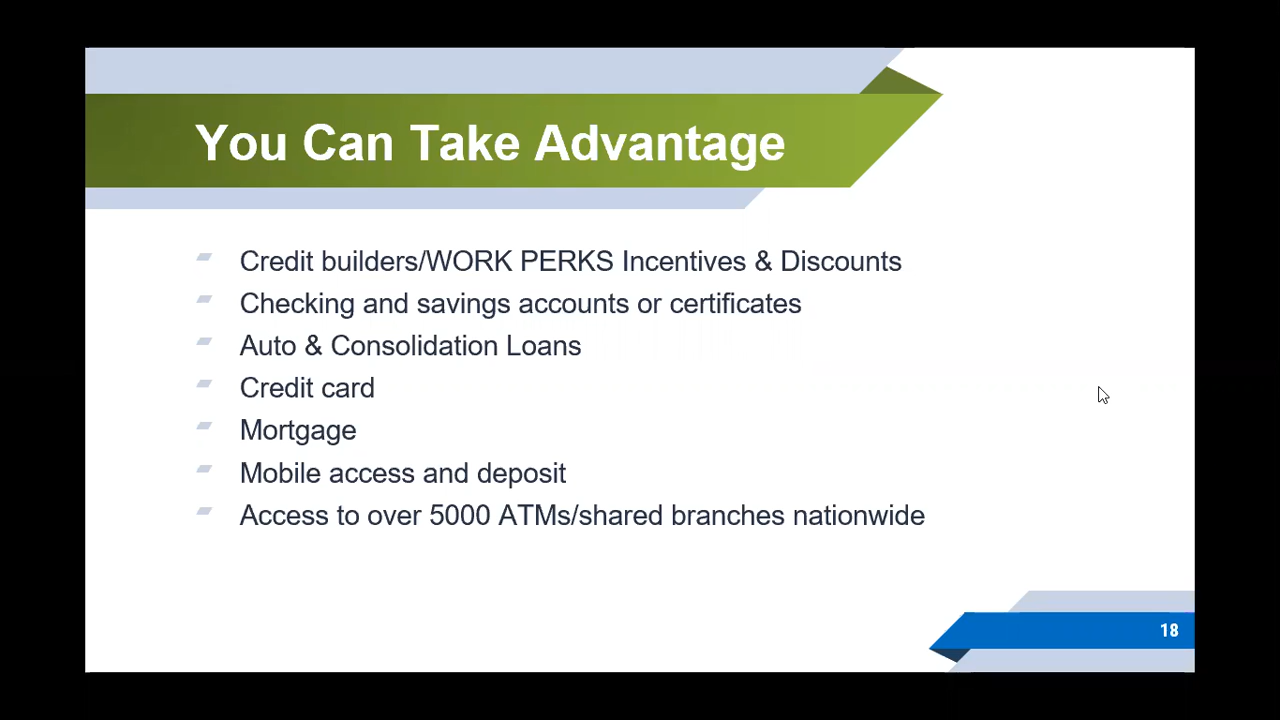 You Can Take Advantage
Credit builders/WORK PERKS Incentives & Discounts
Checking and savings accounts or certificates
Auto & Consolidation Loans
Credit card
Mortgage
Mobile access and deposit
Access to over 5000 ATMs/shared branches nationwide
18